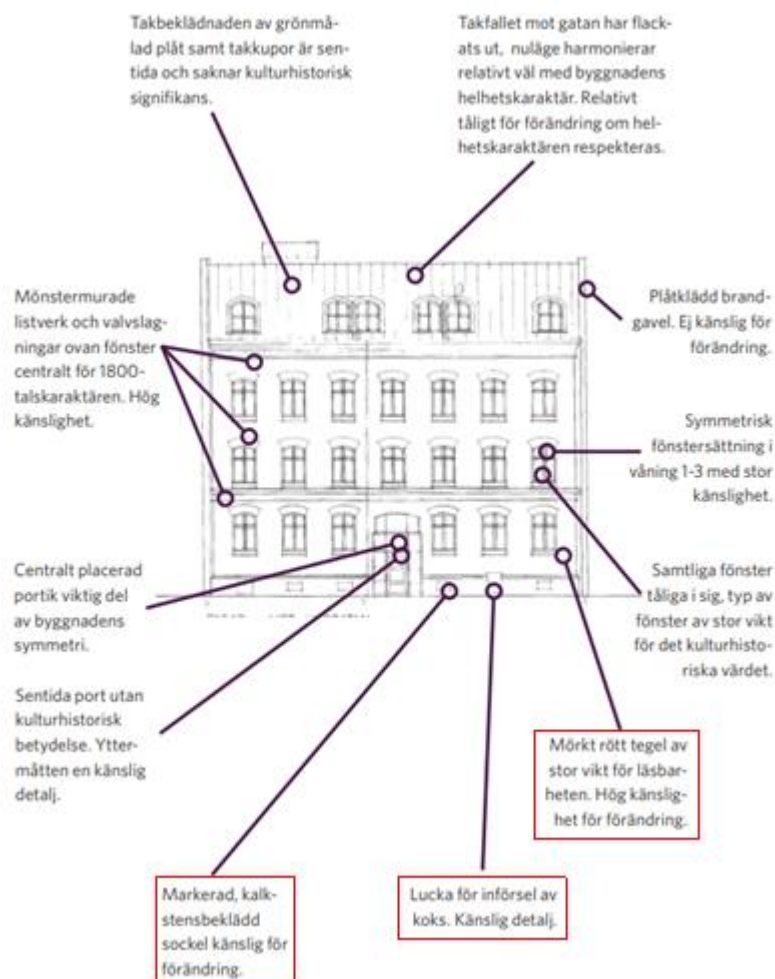 Takbeklädnaden av grönmå-
lad plåt samt takkupor är sen-
tida och saknar kulturhistorisk
signifikans.
Takfallet mot gatan har flack-
ats ut, nuläge harmonierar
relativt väl med byggnadens
helhetskaraktär. Relativt
tåligt för förändring om hel-
hetskaraktären respekteras.
Mönstermurade
listverk och valvslag-
ningar ovan fönster
centralt för 1800-
talskaraktären. Hög
känslighet.
Plåtklädd brand-
gavel. Ej känslig för
förändring.
Symmetrisk
fönstersättning i
våning 1-3 med stor
känslighet.
Centralt placerad
portik viktig del
av byggnadens
symmetri.
Samtliga fönster
tåliga i sig, typ av
fönster av stor vikt
för det kulturhisto-
riska värdet.
Sentida port utan
kulturhistorisk
betydelse. Ytter-
måtten en känslig
detalj.
Mörkt rött tegel av
stor vikt för läsbar-
heten. Hög känslig-
het för förändring.
Markerad, kalk-
stensbeklädd
sockel känslig för
förändring.
Lucka för införsel av
koks. Känslig detalj.